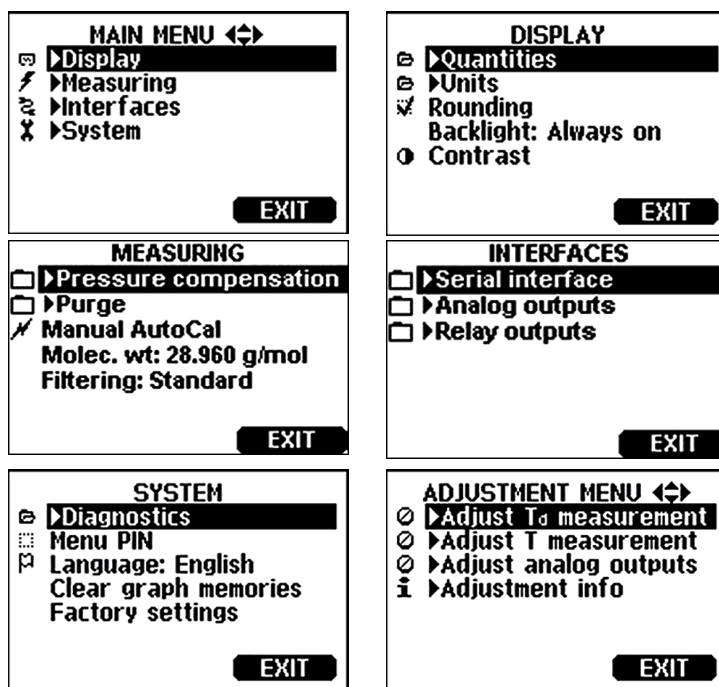 MAIN MENU
Display
Measuring
Interfaces
System
EXIT
DISPLAY
Quantities
Units
Rounding
Backlight: Always on
Contrast
EXIT
MEASURING
Pressure compensation
Purge
Manual AutoCal
Molec. wt: 28.960 g/mol
Filtering: Standard
EXIT
INTERFACES
Serial interface
Analog outputs
Relay outputs
EXIT
SYSTEM
Diagnostics
Menu PIN
Language: English
Clear graph memories
Factory settings
EXIT
ADJUSTMENT MENU
Adjust Td measurement
Adjust T measurement
Adjust analog outputs
Adjustment info
EXIT